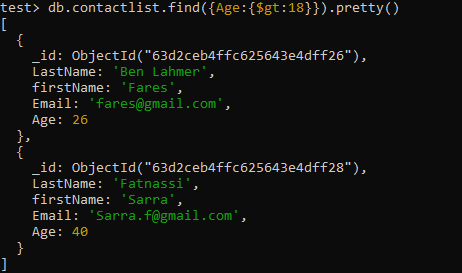 test> db.contactlist.find({Age:{$gt:18}}).pretty()
[
  {
    _id: ObjectId("63d2ceb4ffc625643e4dff26"),
    LastName: 'Ben Lahmer',
    firstName: 'Fares',
    Email: 'fares@gmail.com',
    Age: 26
  },
  {
    _id: ObjectId("63d2ceb4ffc625643e4dff28"),
    LastName: 'Fatnassi',
    firstName: 'Sarra',
    Email: 'Sarra.f@gmail.com',
    Age: 40
  }
]